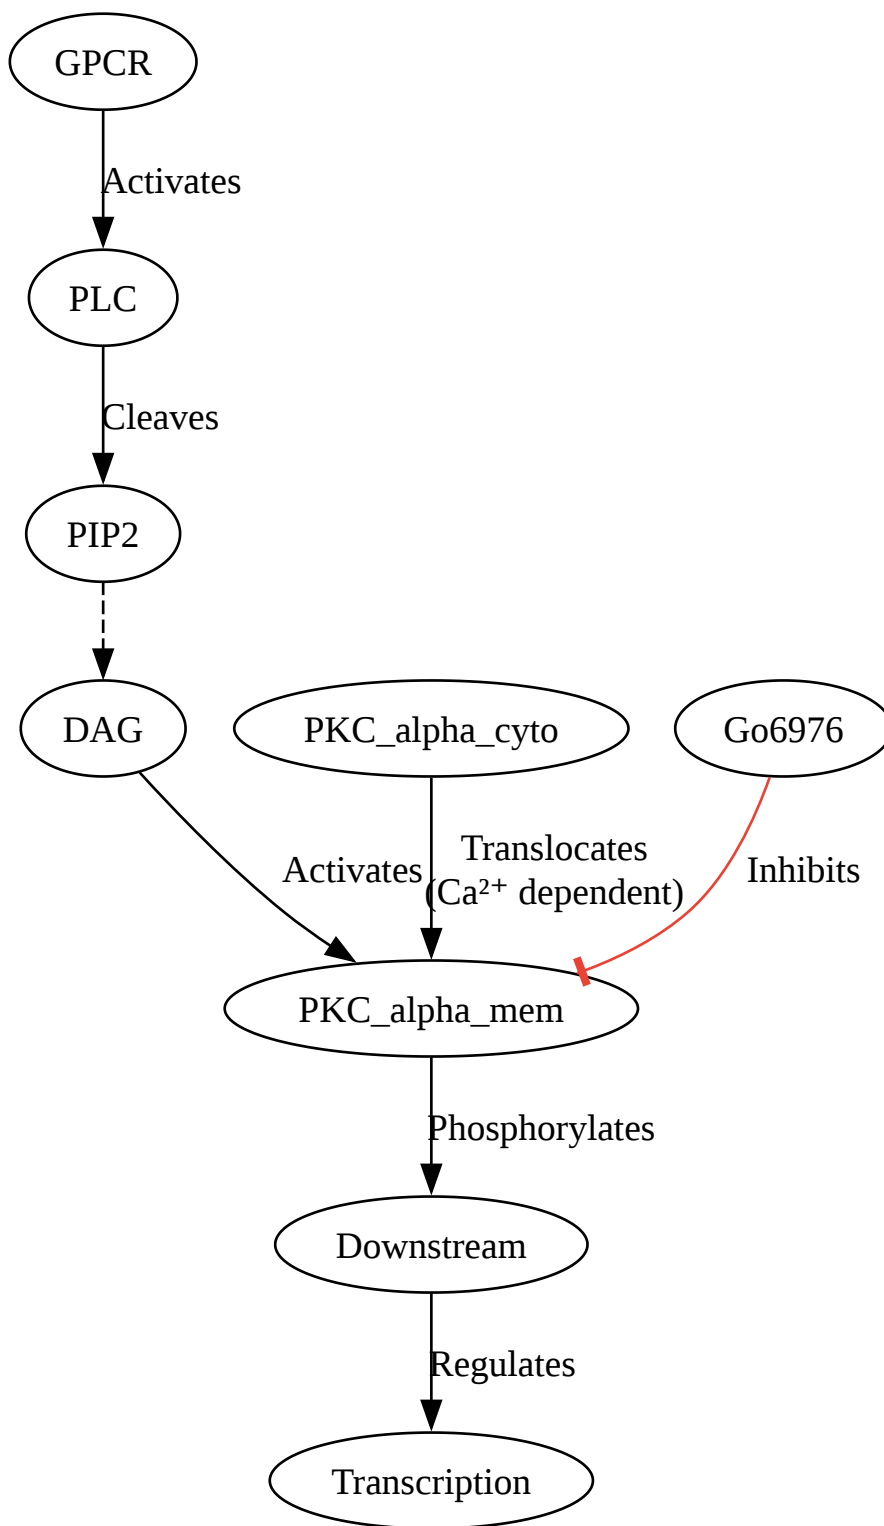 GPCR
Activates
PLC
Cleaves
PIP2
DAG
PKC_alpha_cyto
Go6976
Activates
Translocates
(Ca²⁺ dependent)
Inhibits
PKC_alpha_mem
Phosphorylates
Downstream
Regulates
Transcription